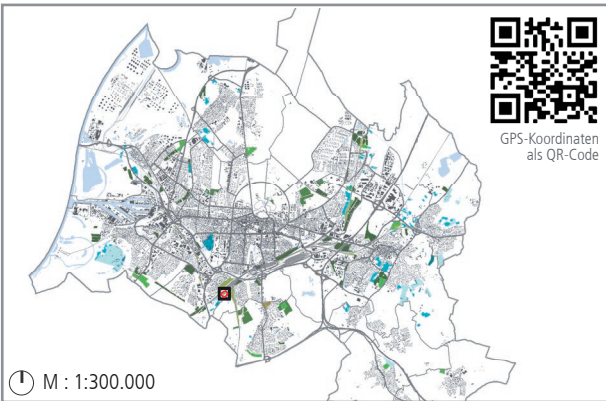 GPS-Koordinaten
als QR-Code
M : 1:300.000